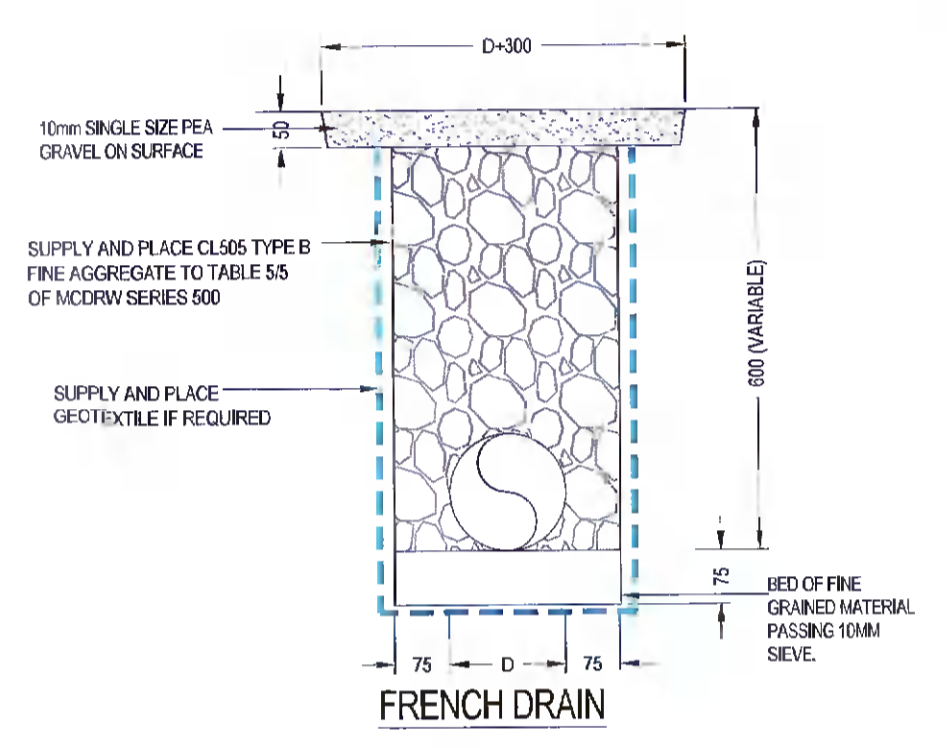 D+300
10mm SINGLE SIZE PEA
GRAVEL ON SURFACE
50
SUPPLY AND PLACE CL505 TYPE B
FINE AGGREGATE TO TABLE 5/5
OF MCDRW SERIES 500
600 (VARIABLE)
SUPPLY AND PLACE
GEOTEXTILE IF REQUIRED
75
BED OF FINE
GRAINED MATERIAL
PASSING 10MM
SIEVE.
75 D 75
FRENCH DRAIN